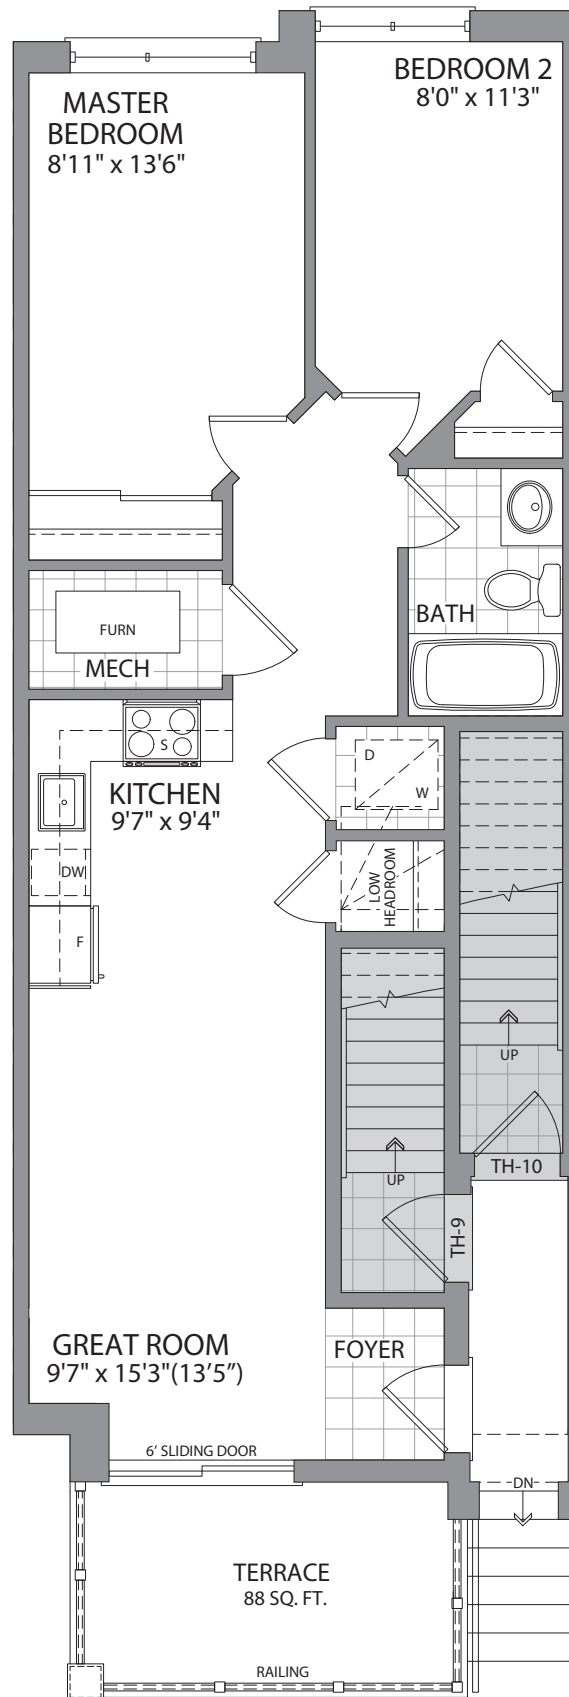 MASTER
BEDROOM
8'11" x 13'6"
BEDROOM 2
8'0" x 11'3"
FURN
MECH
BATH
S
KITCHEN
9'7" x 9'4"
DW
F
D
W
LOW
HEADROOM
UP
UP
TH-10
TH-9
GREAT ROOM
9'7" x 15'3"(13'5”)
FOYER
6' SLIDING DOOR
DN
TERRACE
88 SQ. FT.
RAILING